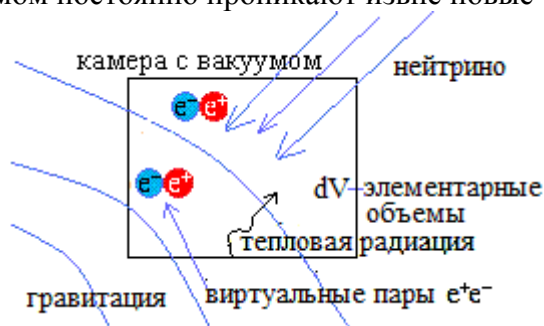 мом постоянно проникают извне новые
камера с вакуумом
нейтрино
e⁻ e⁺
e⁻ e⁺
dV элементарные
объемы
тепловая радиация
гравитация
виртуальные пары e⁺e⁻